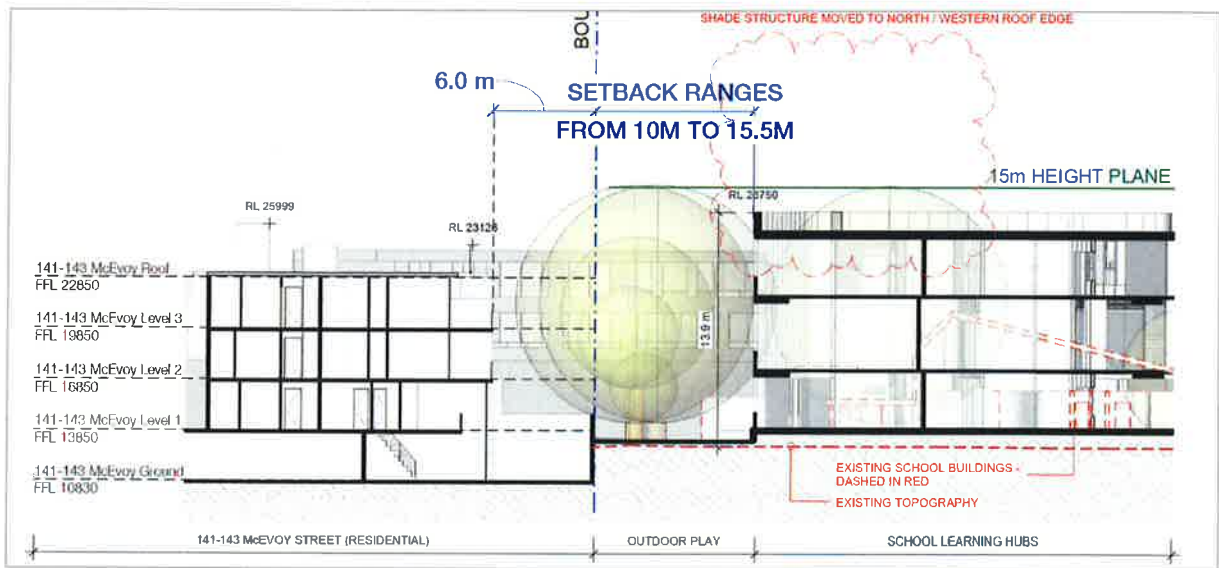 SHADE STRUCTURE MOVED TO NORTH / WESTERN ROOF EDGE
BOU
6.0 m
SETBACK RANGES
FROM 10M TO 15.5M
15m HEIGHT PLANE
RL 25999
RL 23126
141-143 McEvoy Roof
FFL 22850
141-143 McEvoy Level 3
FFL 19850
141-143 McEvoy Level 2
FFL 16850
141-143 McEvoy Level 1
FFL 13850
141-143 McEvoy Ground
FFL 10830
13.9 m
EXISTING SCHOOL BUILDINGS -
DASHED IN RED
EXISTING TOPOGRAPHY
141-143 McEVOY STREET (RESIDENTIAL)
OUTDOOR PLAY
SCHOOL LEARNING HUBS